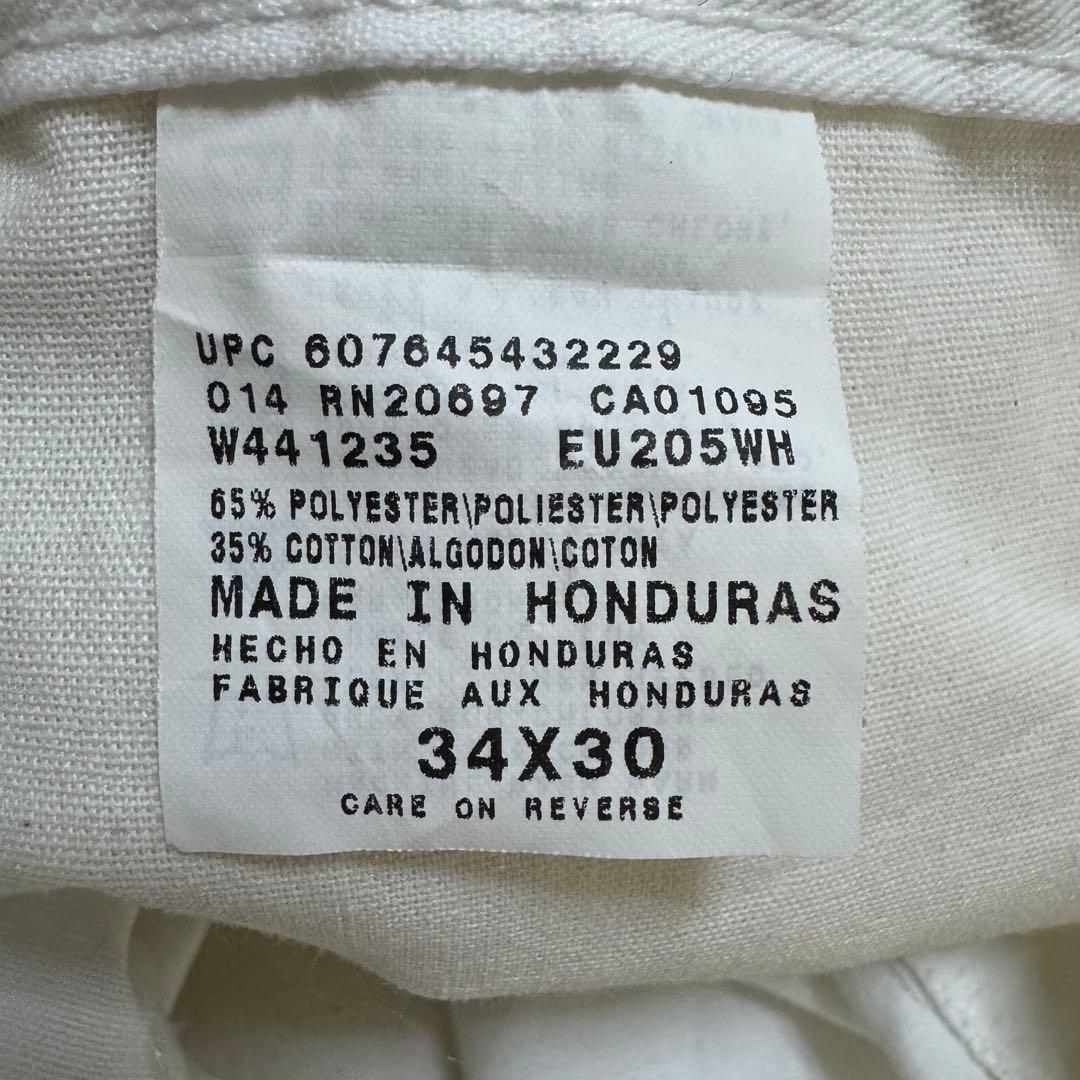 UPC 607645432229
014 RN20697 CA01095
W441235 EU205WH
65% POLYESTER\POLIESTER\POLYESTER
35% COTTON\ALGODON\COTON
MADE IN HONDURAS
HECHO EN HONDURAS
FABRIQUE AUX HONDURAS
34X30
CARE ON REVERSE